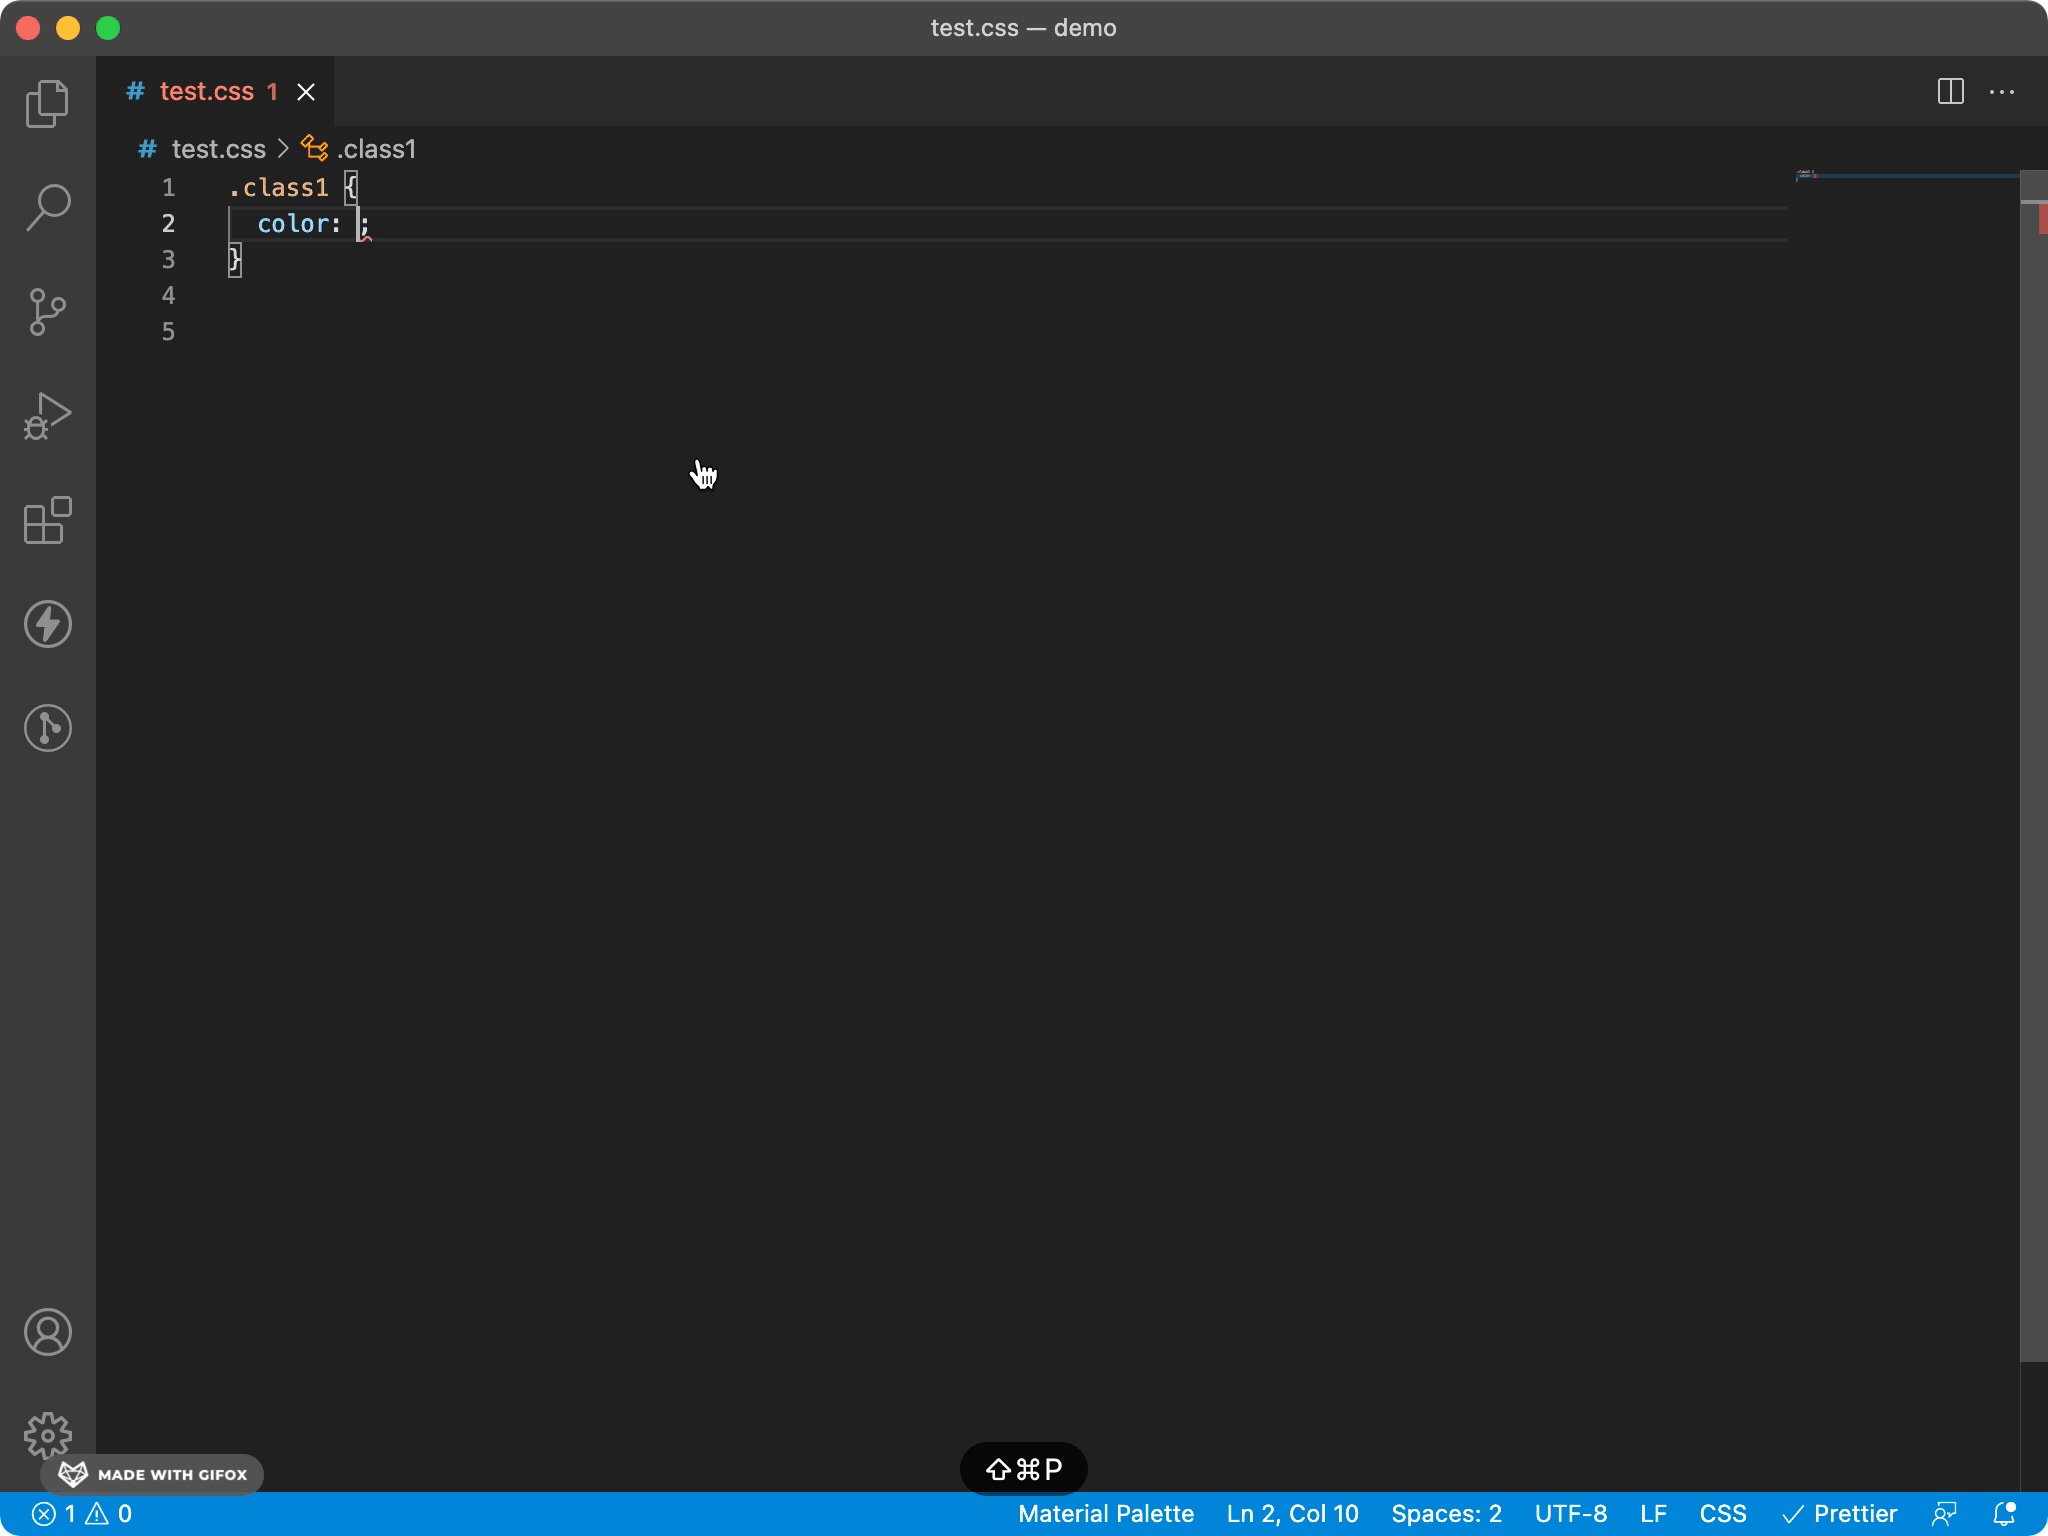 test.css — demo
# test.css 1
# test.css > .class1
1 .class1 {
2 color: ;
3 }
4
5
⇧⌘P
MADE WITH GIFOX
1 0 Material Palette Ln 2, Col 10 Spaces: 2 UTF-8 LF CSS ✓ Prettier